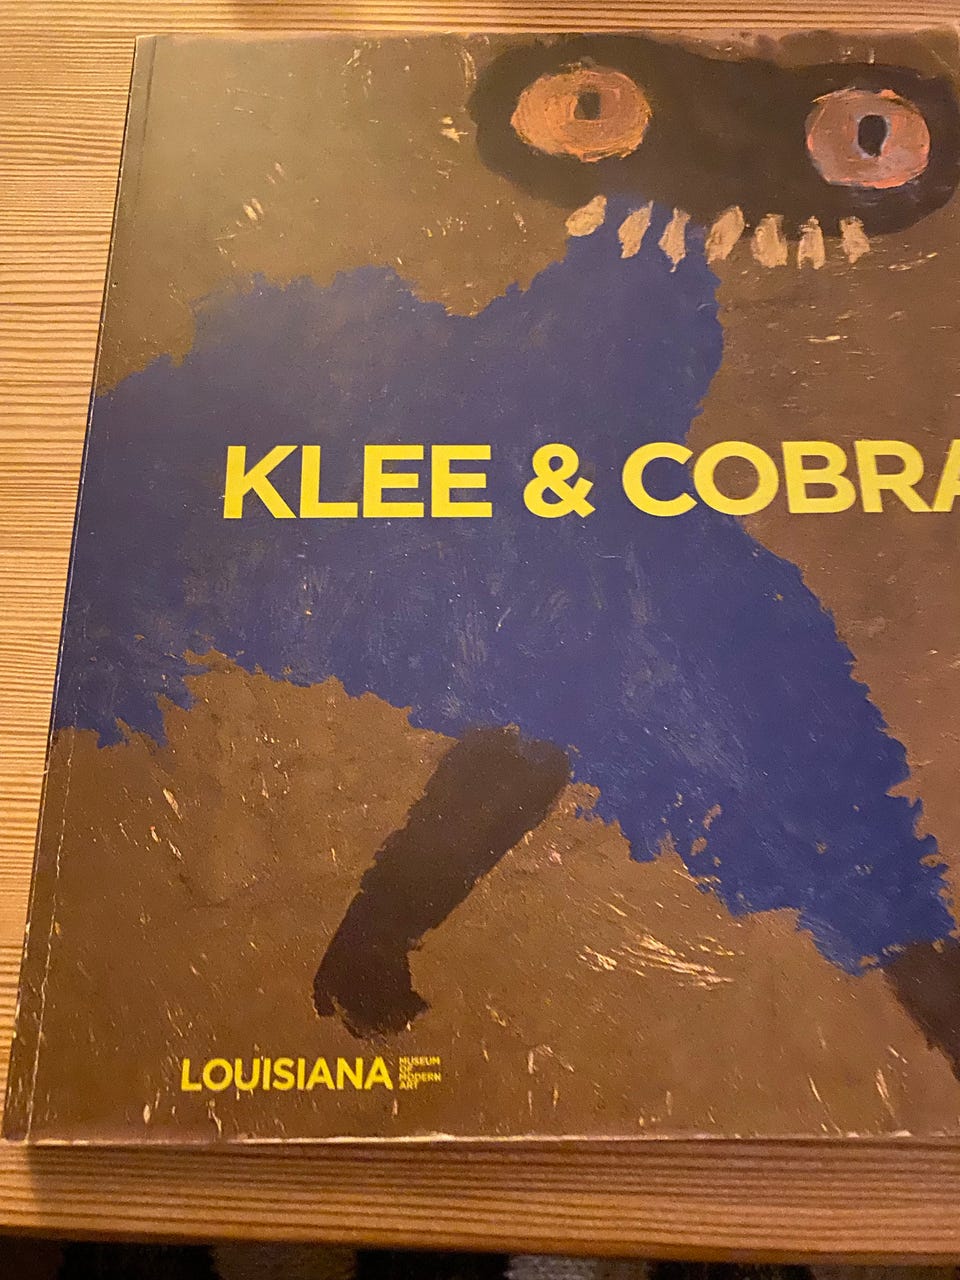 KLEE & COBRA
LOUISIANA
MUSEUM
OF
MODERN
ART